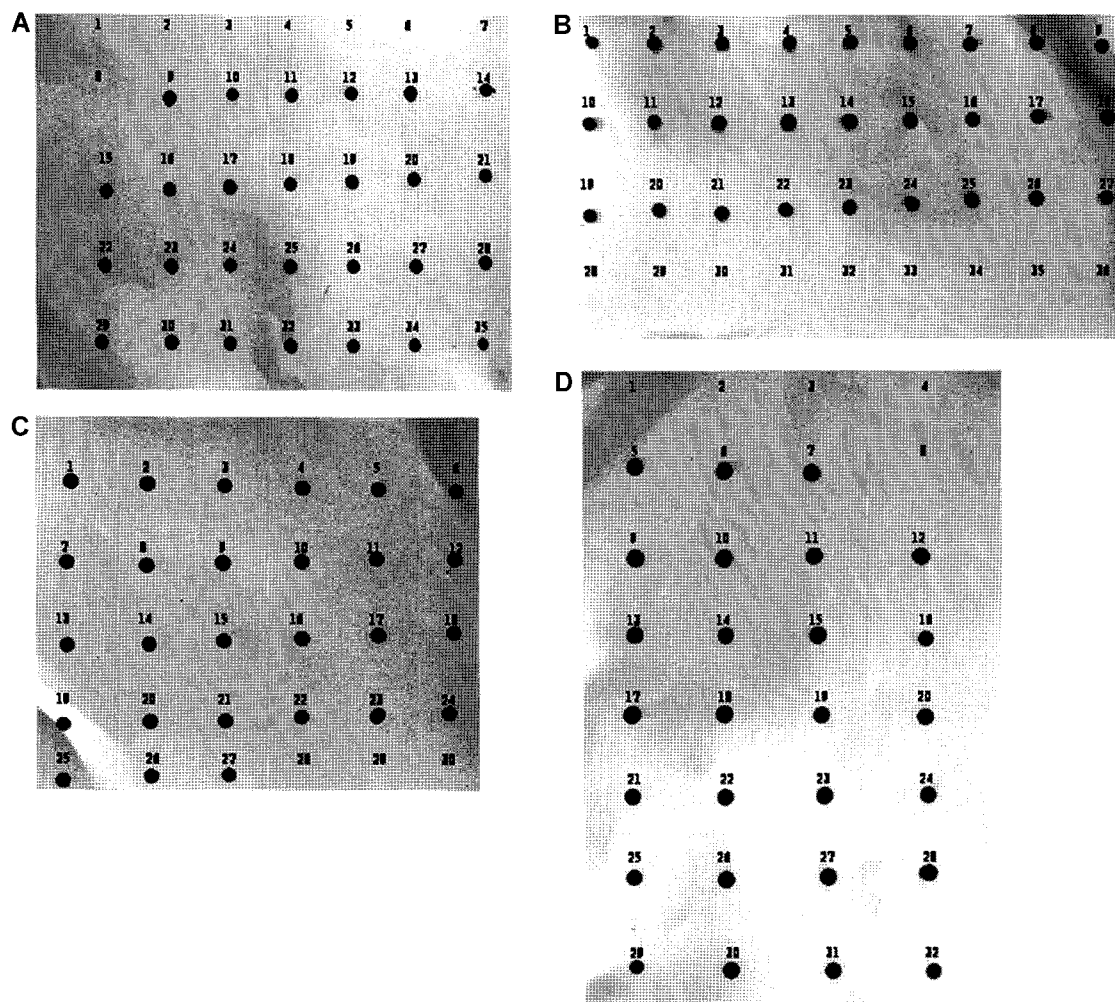 A
1 2 3 4 5 6 7
8 9 10 11 12 13 14
15 16 17 18 19 20 21
22 23 24 25 26 27 28
29 30 31 32 33 34 35
B
1 2 3 4 5 6 7 8 9
10 11 12 13 14 15 16 17 18
19 20 21 22 23 24 25 26 27
28 29 30 31 32 33 34 35 36
C
1 2 3 4 5 6
7 8 9 10 11 12
13 14 15 16 17 18
19 20 21 22 23 24
25 26 27 28 29 30
D
1 2 3 4
5 6 7 8
9 10 11 12
13 14 15 16
17 18 19 20
21 22 23 24
25 26 27 28
29 30 31 32